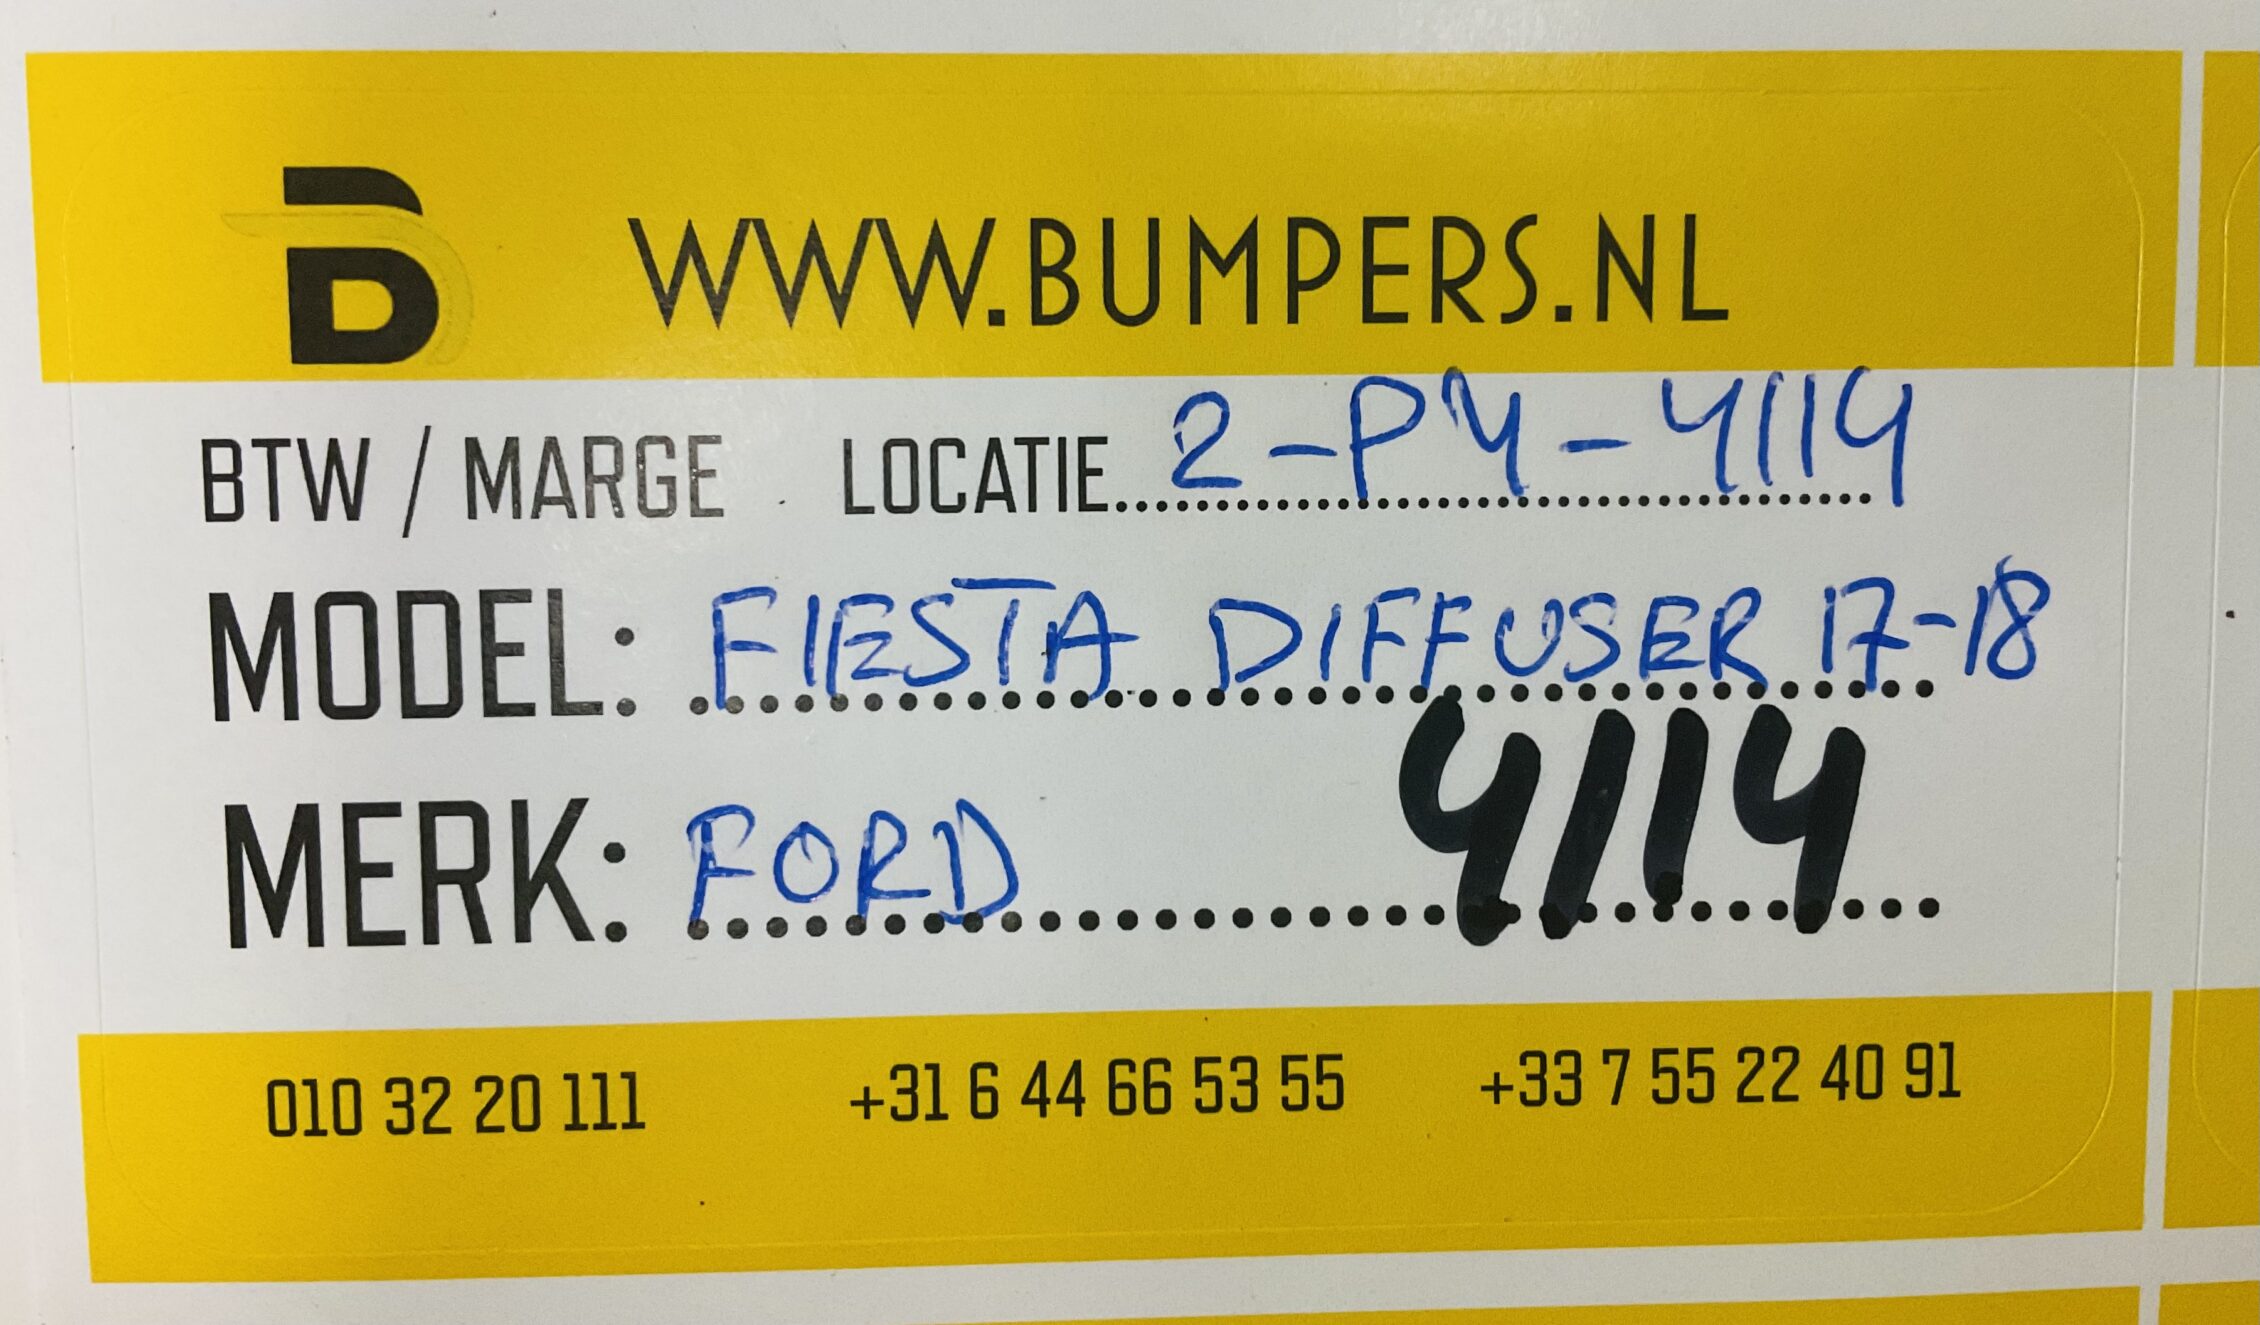 B WWW.BUMPERS.NL
BTW / MARGE LOCATIE 2-P4-4114
MODEL: FIESTA DIFFUSER 17-18
MERK: FORD 4114
010 32 20 111 +31 6 44 66 53 55 +33 7 55 22 40 91